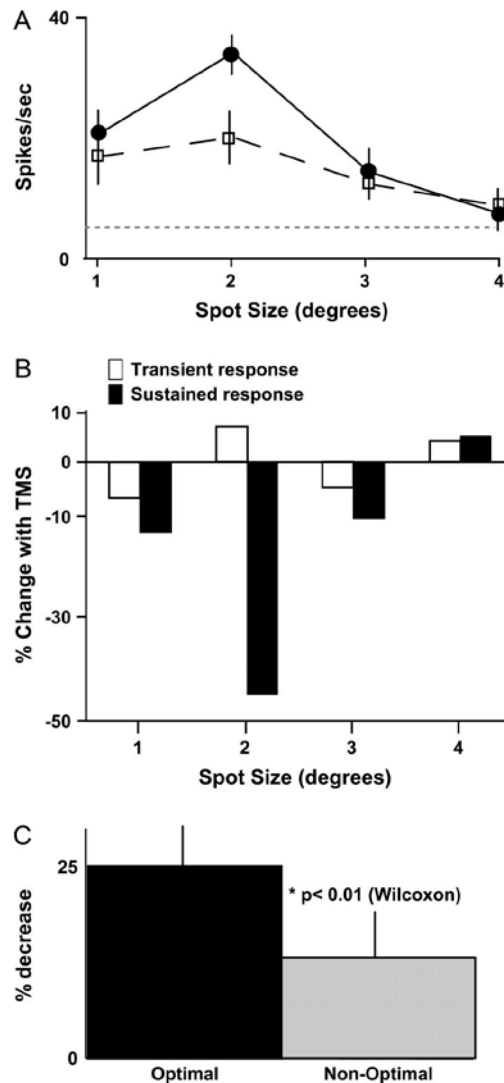 A
40
Spikes/sec
0
1 2 3 4
Spot Size (degrees)
B
Transient response
Sustained response
10
0
-10
-30
-50
% Change with TMS
1 2 3 4
Spot Size (degrees)
C
25
* p< 0.01 (Wilcoxon)
% decrease
0
Optimal Non-Optimal